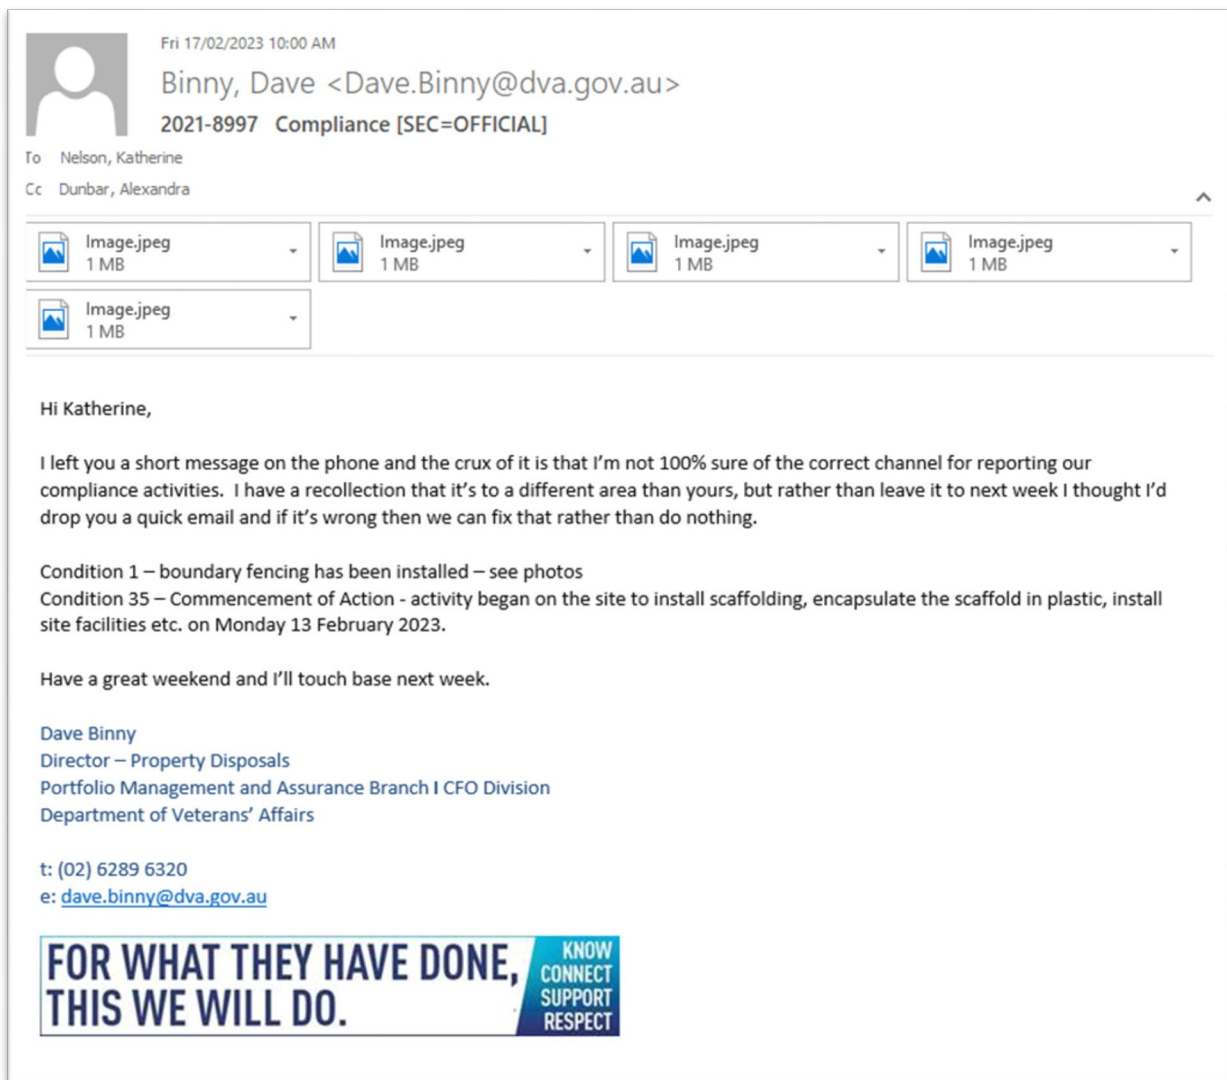 Fri 17/02/2023 10:00 AM
Binny, Dave <Dave.Binny@dva.gov.au>
2021-8997 Compliance [SEC=OFFICIAL]
To Nelson, Katherine
Cc Dunbar, Alexandra
Image.jpeg
1 MB
Image.jpeg
1 MB
Image.jpeg
1 MB
Image.jpeg
1 MB
Image.jpeg
1 MB
Hi Katherine,
I left you a short message on the phone and the crux of it is that I'm not 100% sure of the correct channel for reporting our
compliance activities. I have a recollection that it's to a different area than yours, but rather than leave it to next week I thought I'd
drop you a quick email and if it's wrong then we can fix that rather than do nothing.
Condition 1 – boundary fencing has been installed – see photos
Condition 35 – Commencement of Action - activity began on the site to install scaffolding, encapsulate the scaffold in plastic, install
site facilities etc. on Monday 13 February 2023.
Have a great weekend and I'll touch base next week.
Dave Binny
Director – Property Disposals
Portfolio Management and Assurance Branch I CFO Division
Department of Veterans' Affairs
t: (02) 6289 6320
e: dave.binny@dva.gov.au
FOR WHAT THEY HAVE DONE,
THIS WE WILL DO.
KNOW
CONNECT
SUPPORT
RESPECT